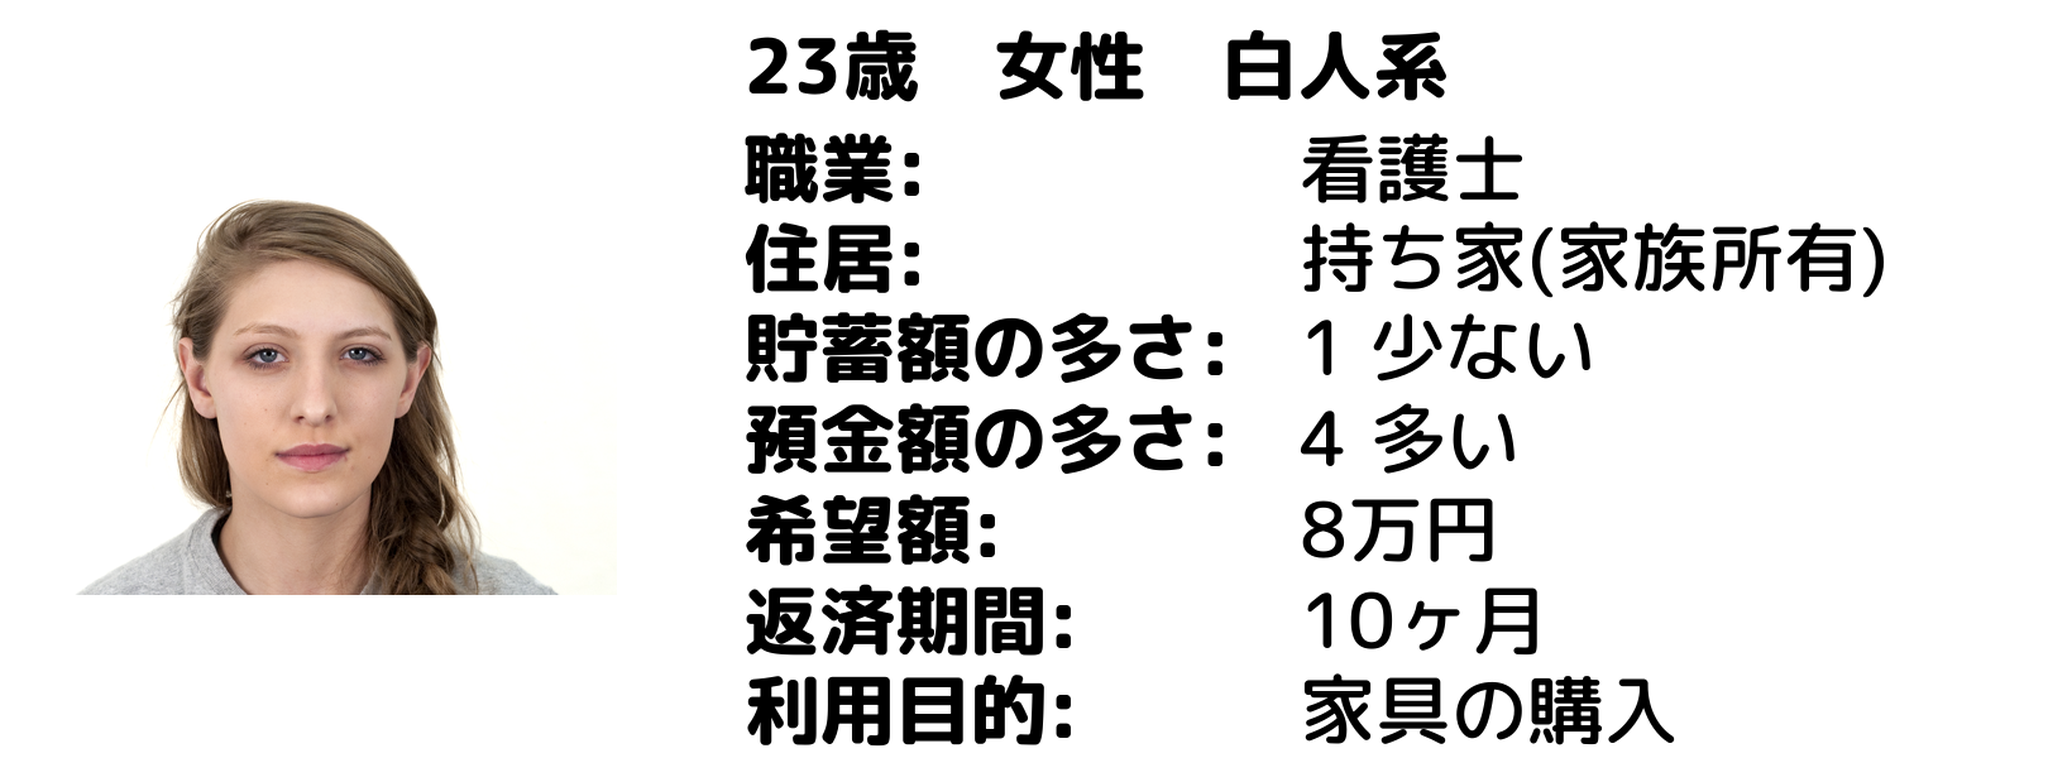 23歳　女性　白人系
職業: 看護士
住居: 持ち家(家族所有)
貯蓄額の多さ: 1 少ない
預金額の多さ: 4 多い
希望額: 8万円
返済期間: 10ヶ月
利用目的: 家具の購入